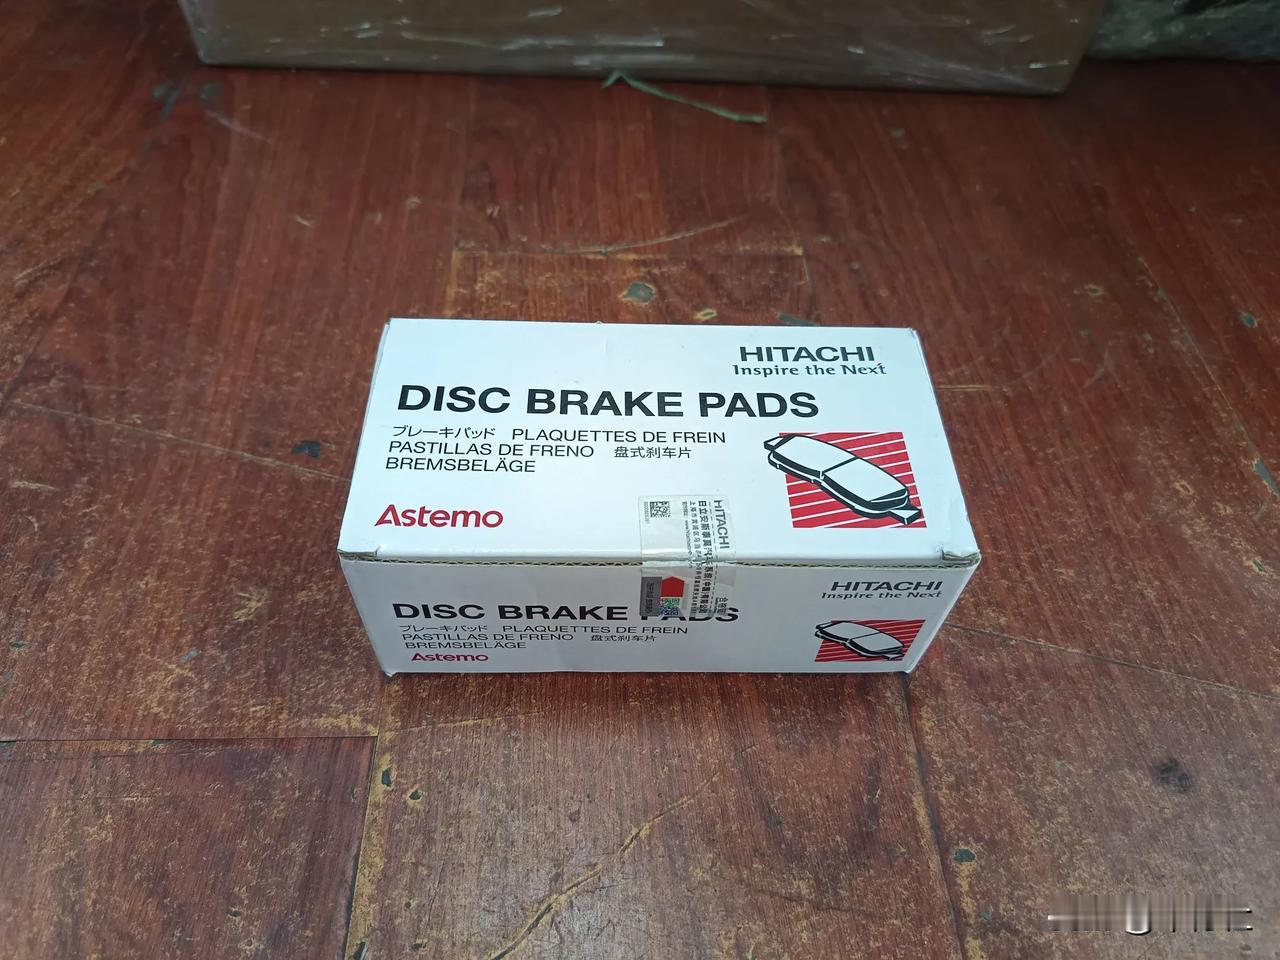 HITACHI
Inspire the Next
DISC BRAKE PADS
ブレーキパッド PLAQUETTES DE FREIN
PASTILLAS DE FRENO 盘式刹车片
BREMSBELÄGE
Astemo
HITACHI
HITACHI
Inspire the Next
DISC BRAKE PADS
ブレーキパッド PLAQUETTES DE FREIN
PASTILLAS DE FRENO 盘式刹车片
BREMSBELÄGE
Astemo